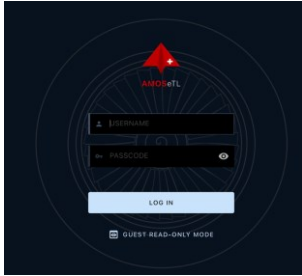 AMOSeTL
USERNAME
PASSCODE
LOG IN
GUEST READ-ONLY MODE